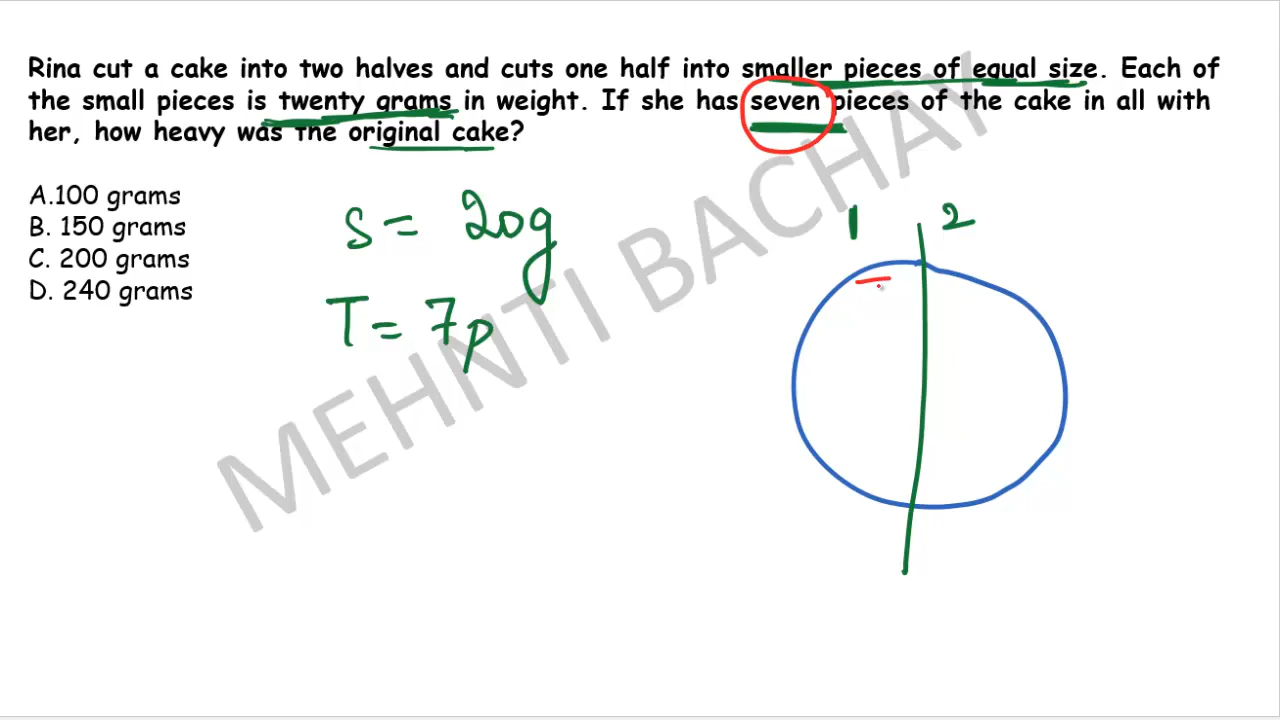 Rina cut a cake into two halves and cuts one half into smaller pieces of equal size. Each of
the small pieces is twenty grams in weight. If she has seven pieces of the cake in all with
her, how heavy was the original cake?
A.100 grams
B. 150 grams
C. 200 grams
D. 240 grams
S = 20g
T = 7p
1 2
MEHNTI BACHAY